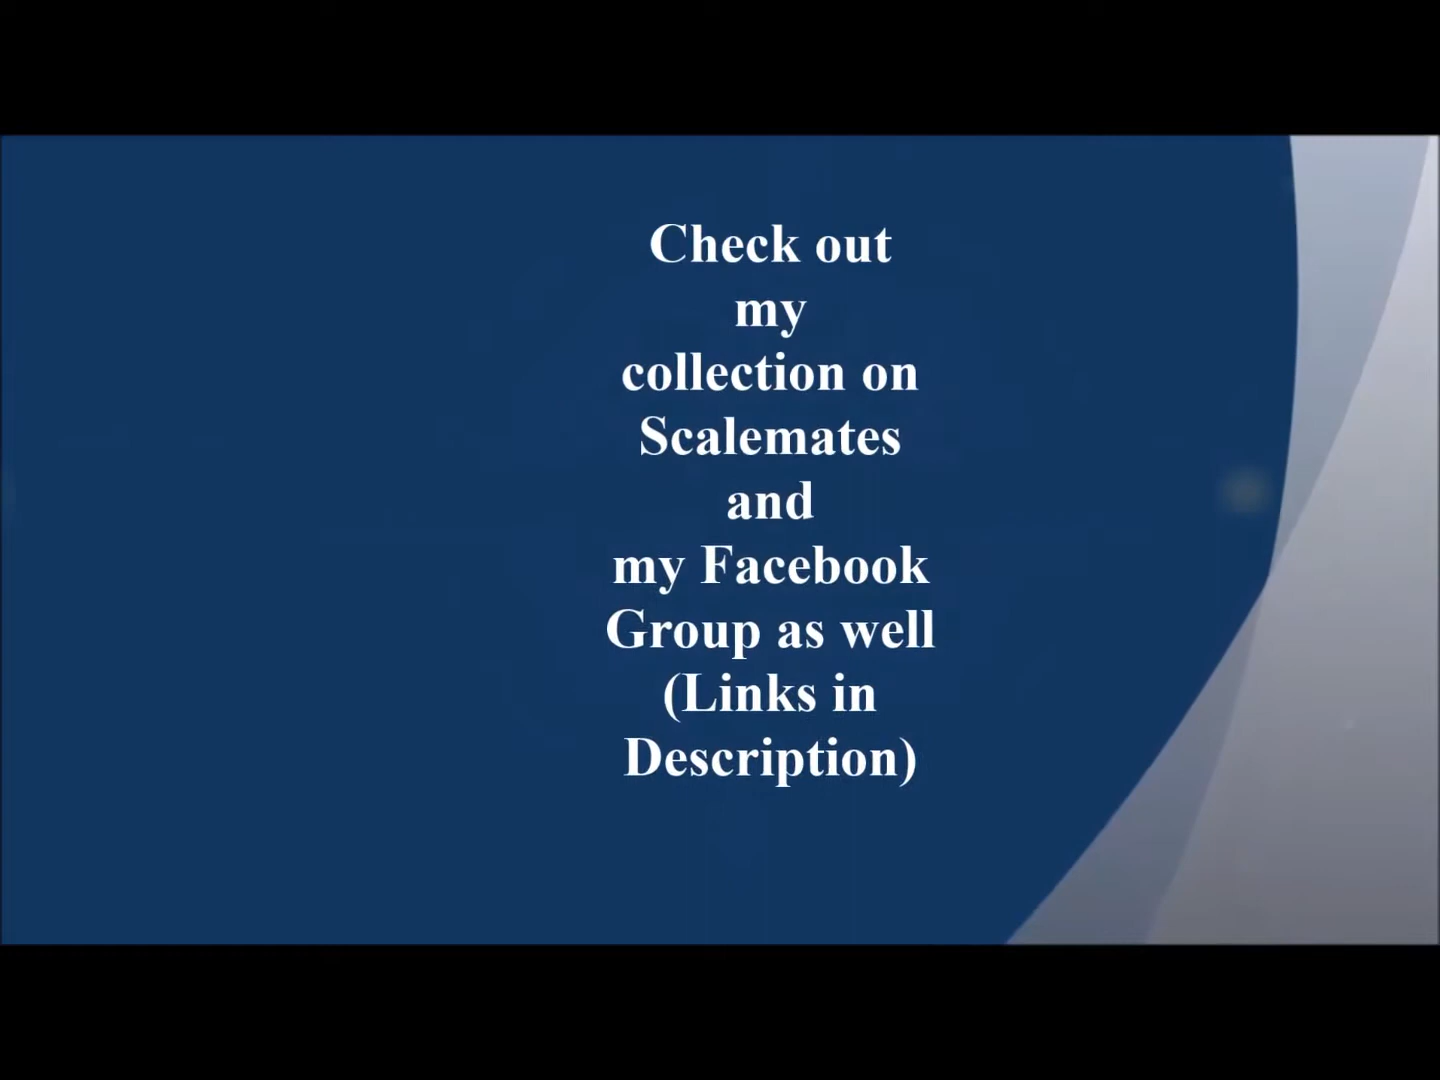 Check out
my
collection on
Scalemates
and
my Facebook
Group as well
(Links in
Description)